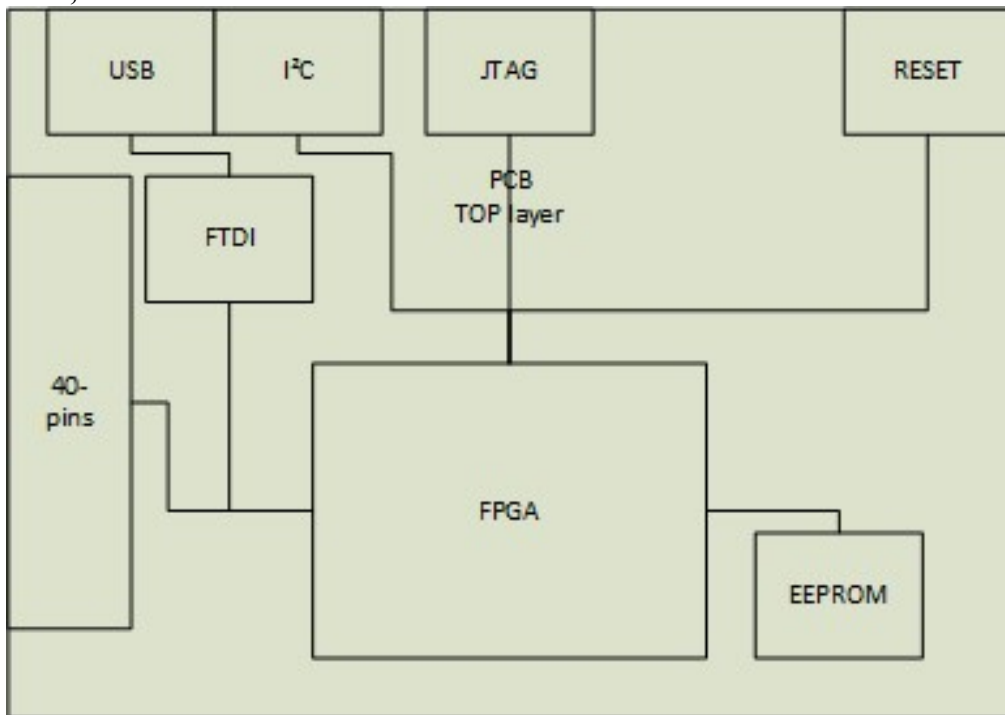 USB
I²C
JTAG
RESET
PCB
TOP layer
FTDI
40-
pins
FPGA
EEPROM